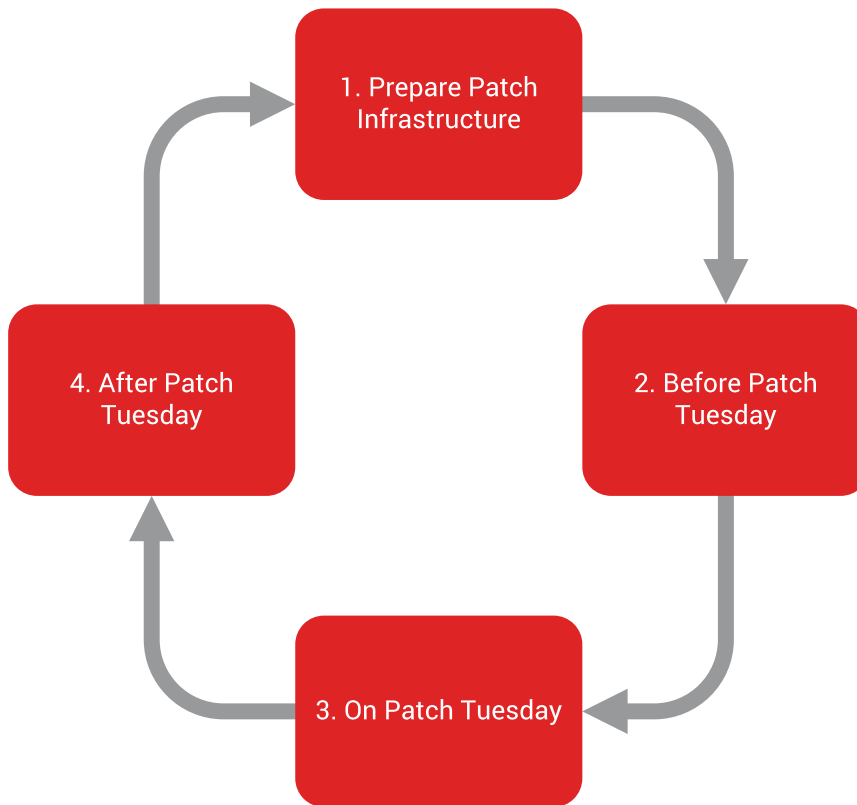 1. Prepare Patch
Infrastructure
2. Before Patch
Tuesday
3. On Patch Tuesday
4. After Patch
Tuesday